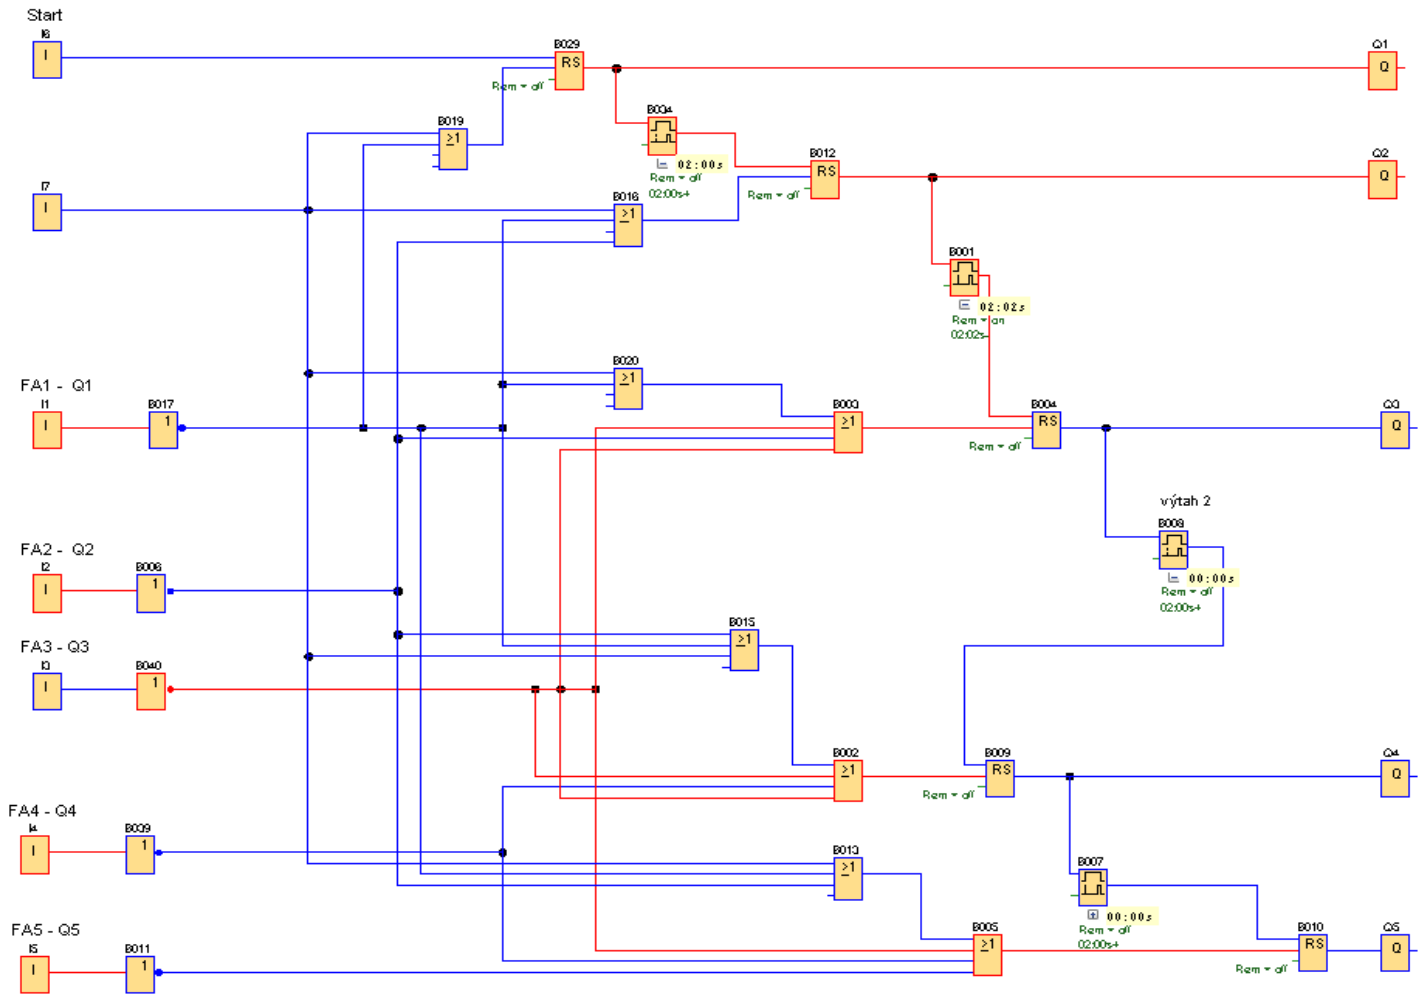 Start
I6
I
B029
RS
Rem = off
Q1
Q
B034
02:00s
Rem = off
02:00s+
B019
≥1
B012
RS
Rem = off
Q2
Q
I7
I
B016
≥1
B001
02:02s
Rem = on
02:02s
B020
≥1
FA1 - Q1
I1
I
B017
1
B003
≥1
B004
RS
Rem = off
Q3
Q
výtah 2
B008
00:00s
Rem = off
02:00s+
FA2 - Q2
I2
I
B006
1
B015
≥1
FA3 - Q3
I3
I
B040
1
B002
≥1
B009
RS
Rem = off
Q4
Q
FA4 - Q4
I4
I
B039
1
B013
≥1
B007
00:00s
Rem = off
02:00s+
FA5 - Q5
I5
I
B011
1
B005
≥1
B010
RS
Rem = off
Q5
Q